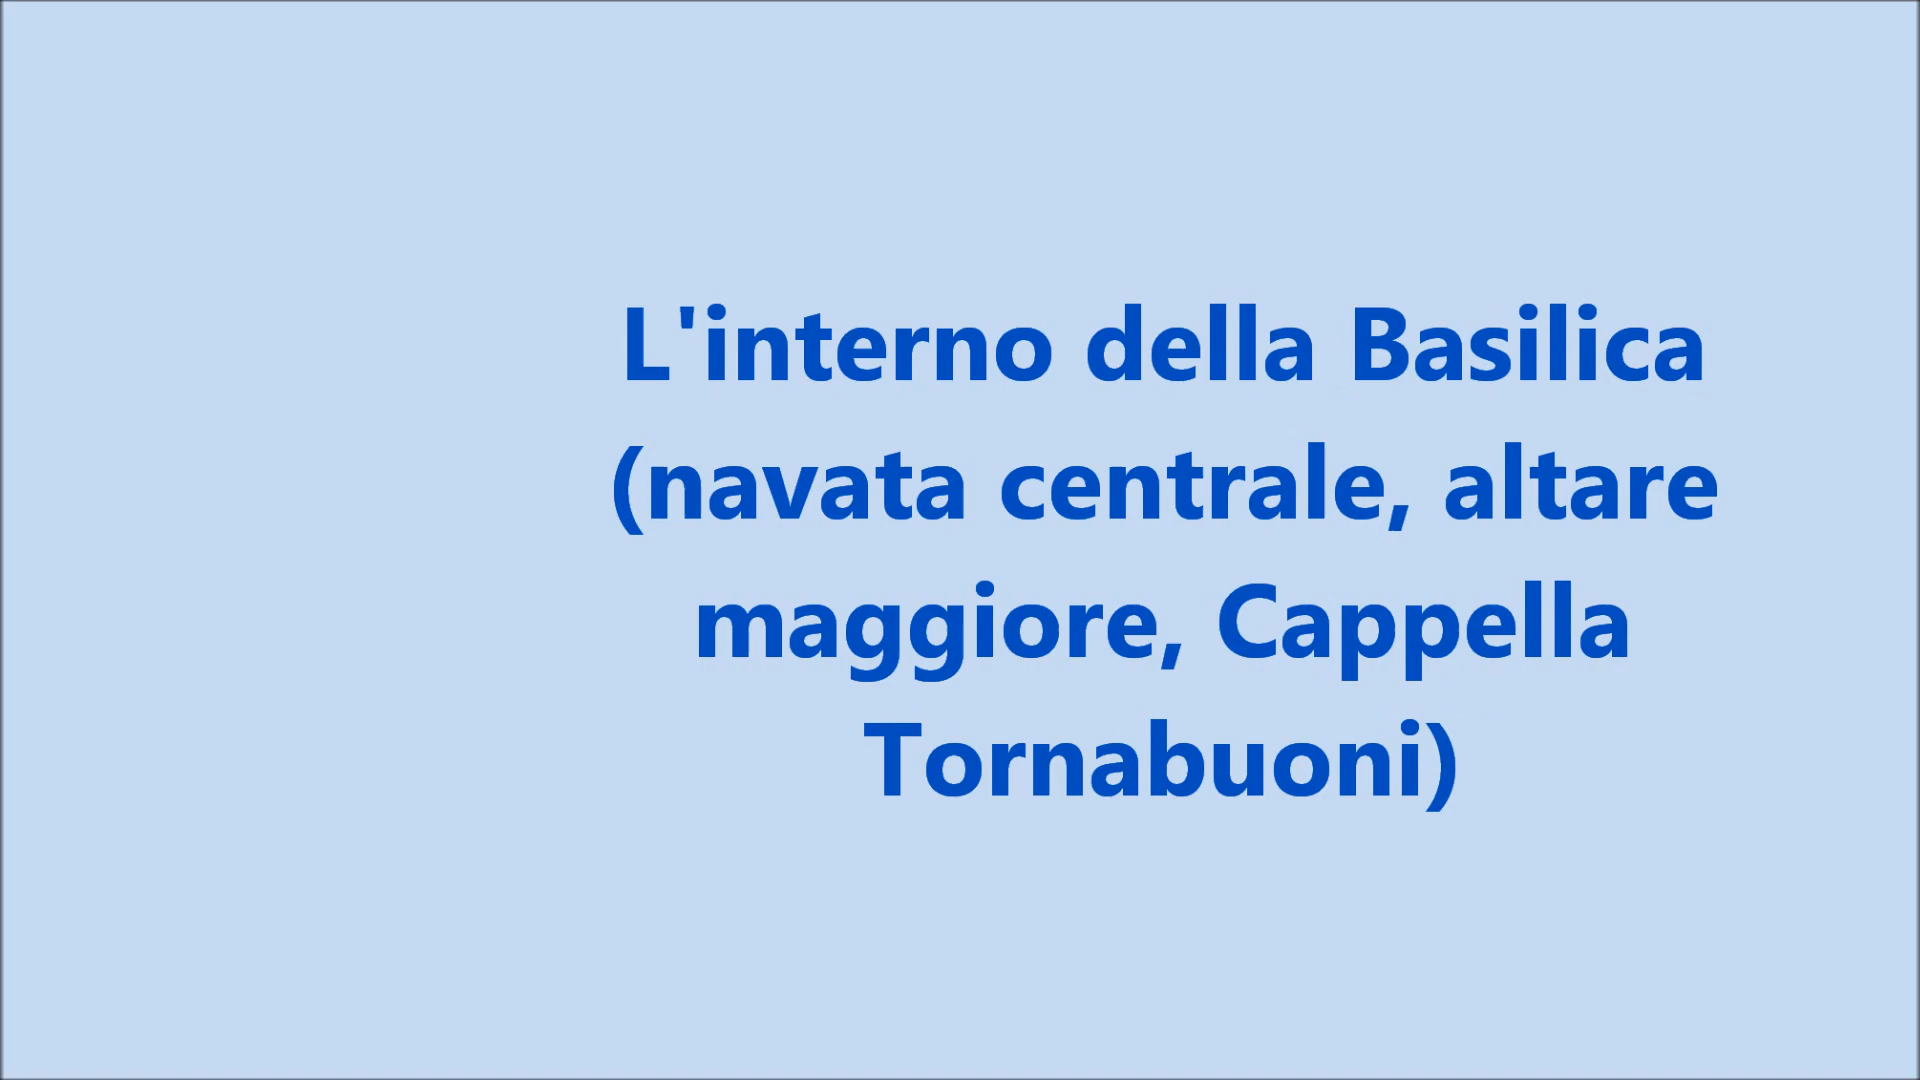 L'interno della Basilica
(navata centrale, altare
maggiore, Cappella
Tornabuoni)